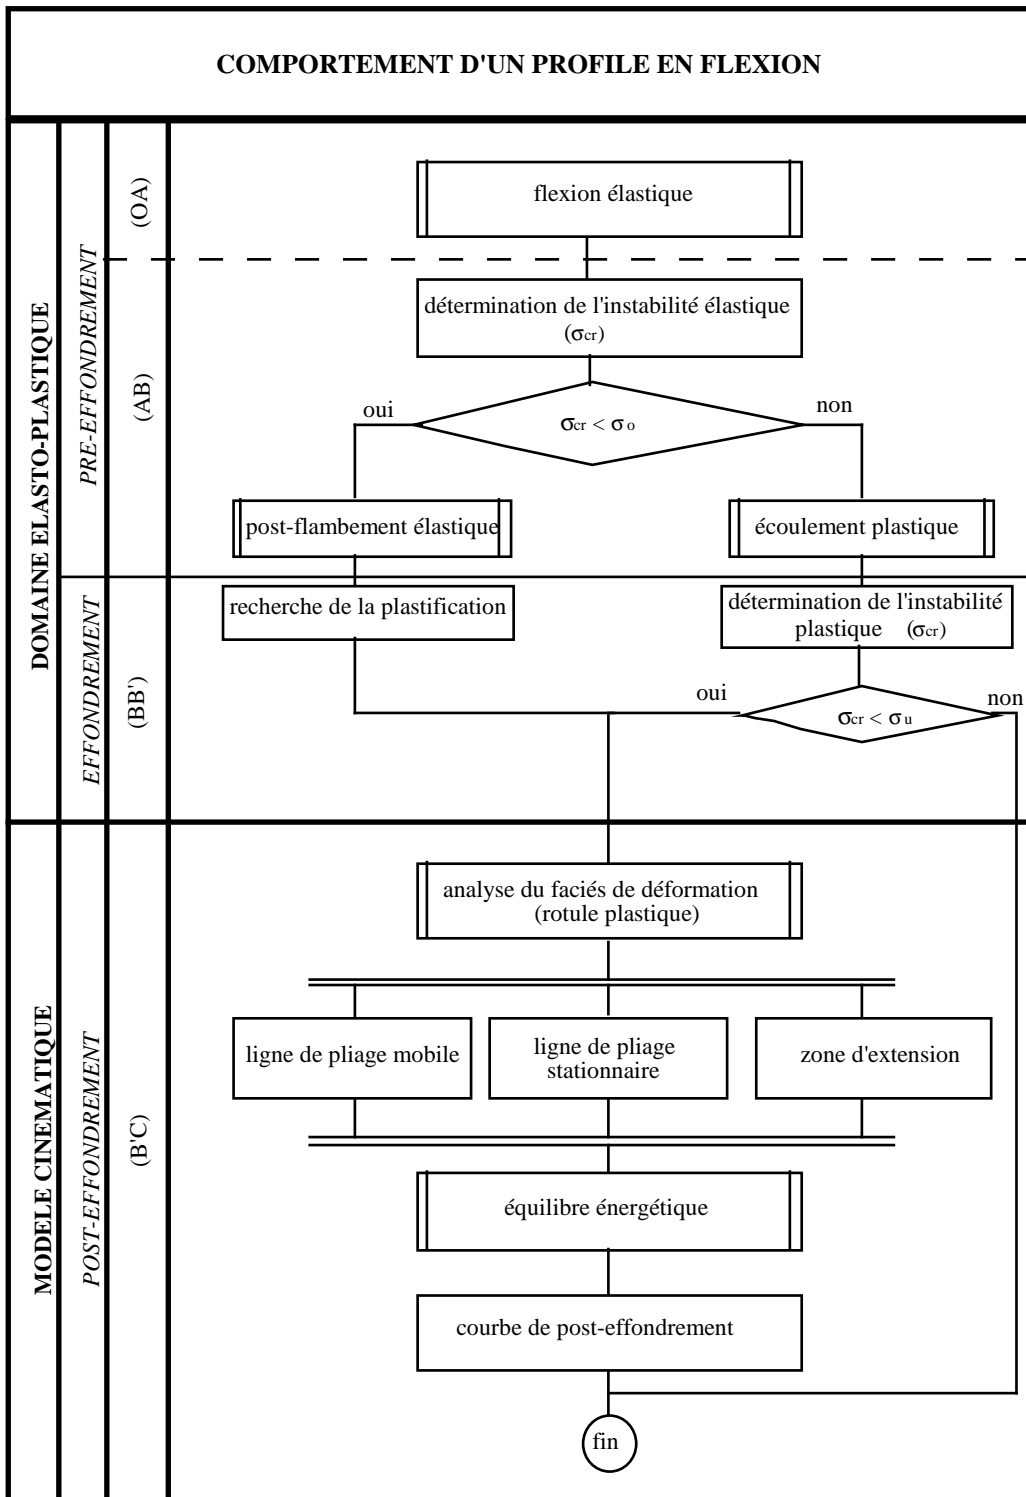 COMPORTEMENT D'UN PROFILE EN FLEXION
DOMAINE ELASTO-PLASTIQUE
PRE-EFFONDREMENT
(OA)
flexion élastique
(AB)
détermination de l'instabilité élastique
(σcr)
oui
σcr < σo
non
post-flambement élastique
écoulement plastique
EFFONDREMENT
(BB')
recherche de la plastification
détermination de l'instabilité
plastique (σcr)
oui
σcr < σu
non
MODELE CINEMATIQUE
POST-EFFONDREMENT
(B'C)
analyse du faciés de déformation
(rotule plastique)
ligne de pliage mobile
ligne de pliage
stationnaire
zone d'extension
équilibre énergétique
courbe de post-effondrement
fin